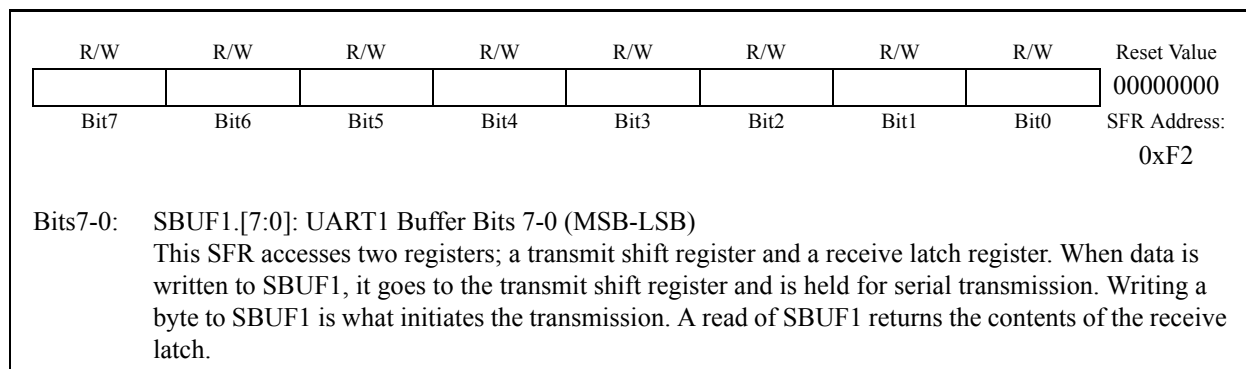 R/W R/W R/W R/W R/W R/W R/W R/W Reset Value
00000000
Bit7 Bit6 Bit5 Bit4 Bit3 Bit2 Bit1 Bit0 SFR Address:
0xF2
Bits7-0: SBUF1.[7:0]: UART1 Buffer Bits 7-0 (MSB-LSB)
This SFR accesses two registers; a transmit shift register and a receive latch register. When data is
written to SBUF1, it goes to the transmit shift register and is held for serial transmission. Writing a
byte to SBUF1 is what initiates the transmission. A read of SBUF1 returns the contents of the receive
latch.